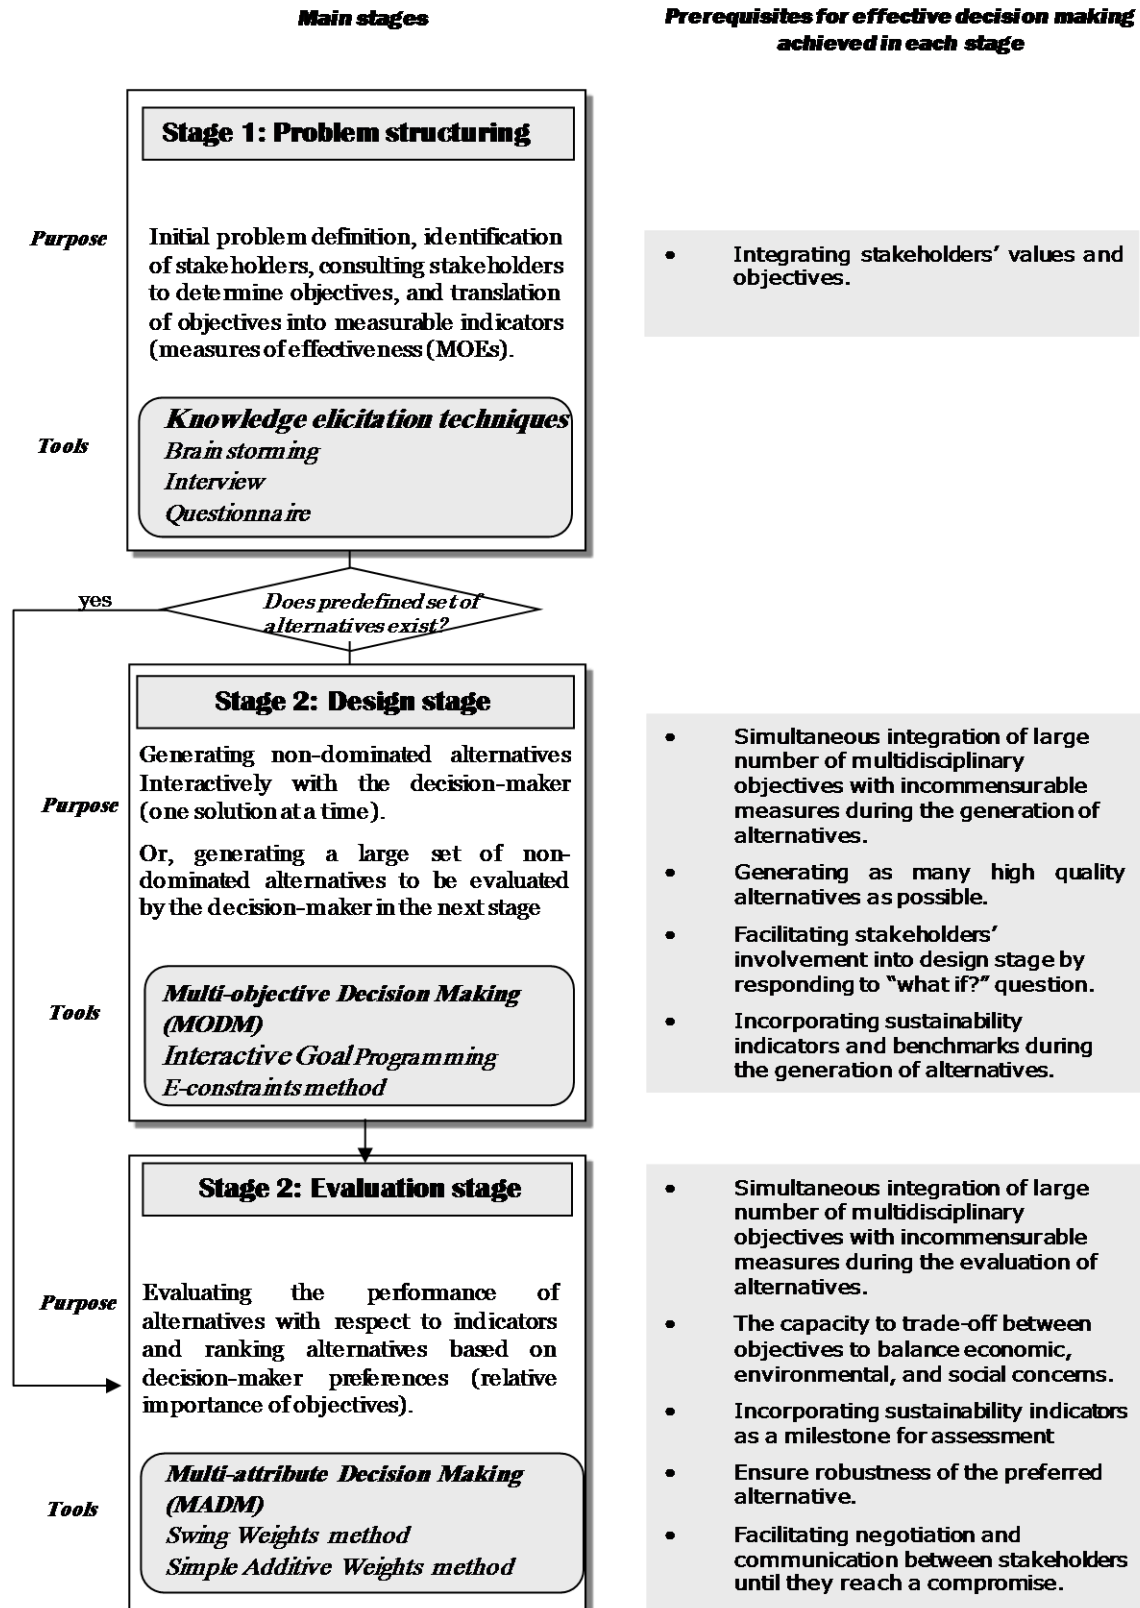 Main stages
Prerequisites for effective decision making
achieved in each stage
Stage 1: Problem structuring
Purpose
Initial problem definition, identification
of stakeholders, consulting stakeholders
to determine objectives, and translation
of objectives into measurable indicators
(measures of effectiveness (MOEs).
• Integrating stakeholders’ values and
objectives.
Tools
Knowledge elicitation techniques
Brain storming
Interview
Questionnaire
yes
Does predefined set of
alternatives exist?
Stage 2: Design stage
Purpose
Generating non-dominated alternatives
Interactively with the decision-maker
(one solution at a time).
Or, generating a large set of non-
dominated alternatives to be evaluated
by the decision-maker in the next stage
Tools
Multi-objective Decision Making
(MODM)
Interactive Goal Programming
E-constraints method
• Simultaneous integration of large
number of multidisciplinary
objectives with incommensurable
measures during the generation of
alternatives.
• Generating as many high quality
alternatives as possible.
• Facilitating stakeholders’
involvement into design stage by
responding to “what if?” question.
• Incorporating sustainability
indicators and benchmarks during
the generation of alternatives.
Stage 2: Evaluation stage
Purpose
Evaluating the performance of
alternatives with respect to indicators
and ranking alternatives based on
decision-maker preferences (relative
importance of objectives).
Tools
Multi-attribute Decision Making
(MADM)
Swing Weights method
Simple Additive Weights method
• Simultaneous integration of large
number of multidisciplinary
objectives with incommensurable
measures during the evaluation of
alternatives.
• The capacity to trade-off between
objectives to balance economic,
environmental, and social concerns.
• Incorporating sustainability indicators
as a milestone for assessment
• Ensure robustness of the preferred
alternative.
• Facilitating negotiation and
communication between stakeholders
until they reach a compromise.